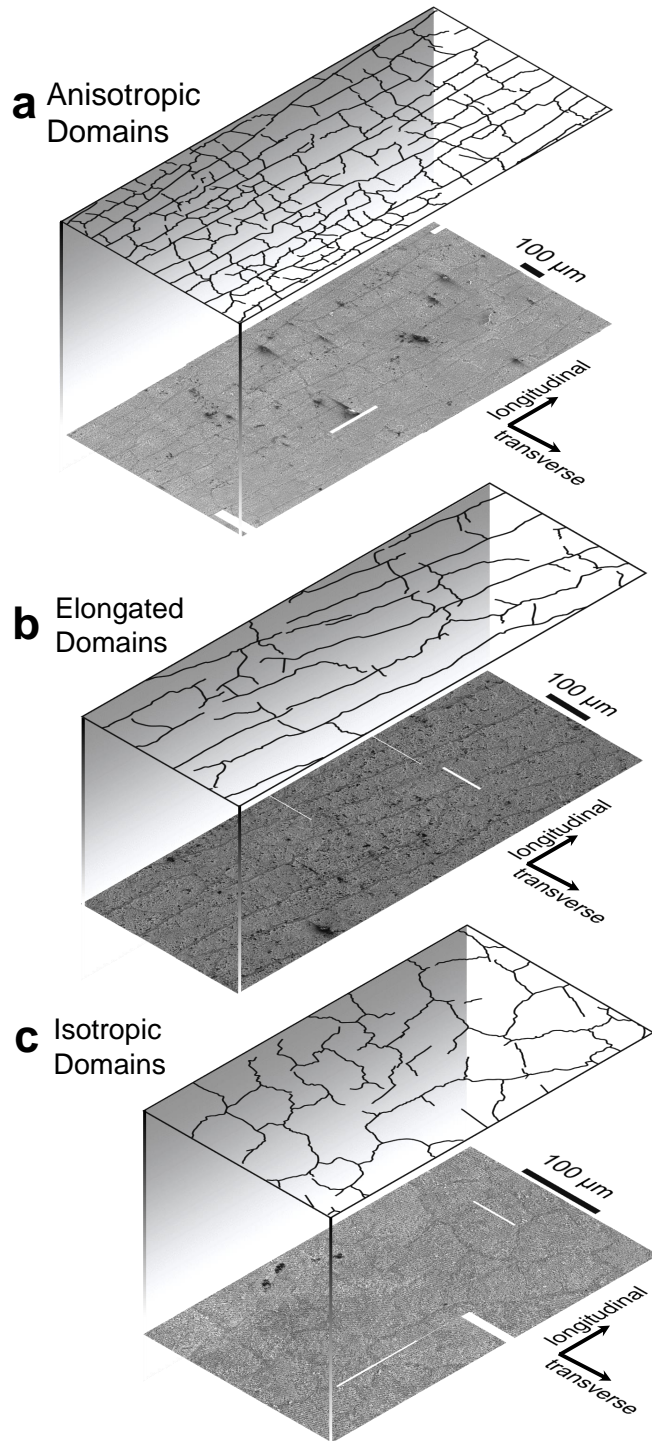 a Anisotropic
Domains
100 µm
longitudinal
transverse
b Elongated
Domains
100 µm
longitudinal
transverse
c Isotropic
Domains
100 µm
longitudinal
transverse